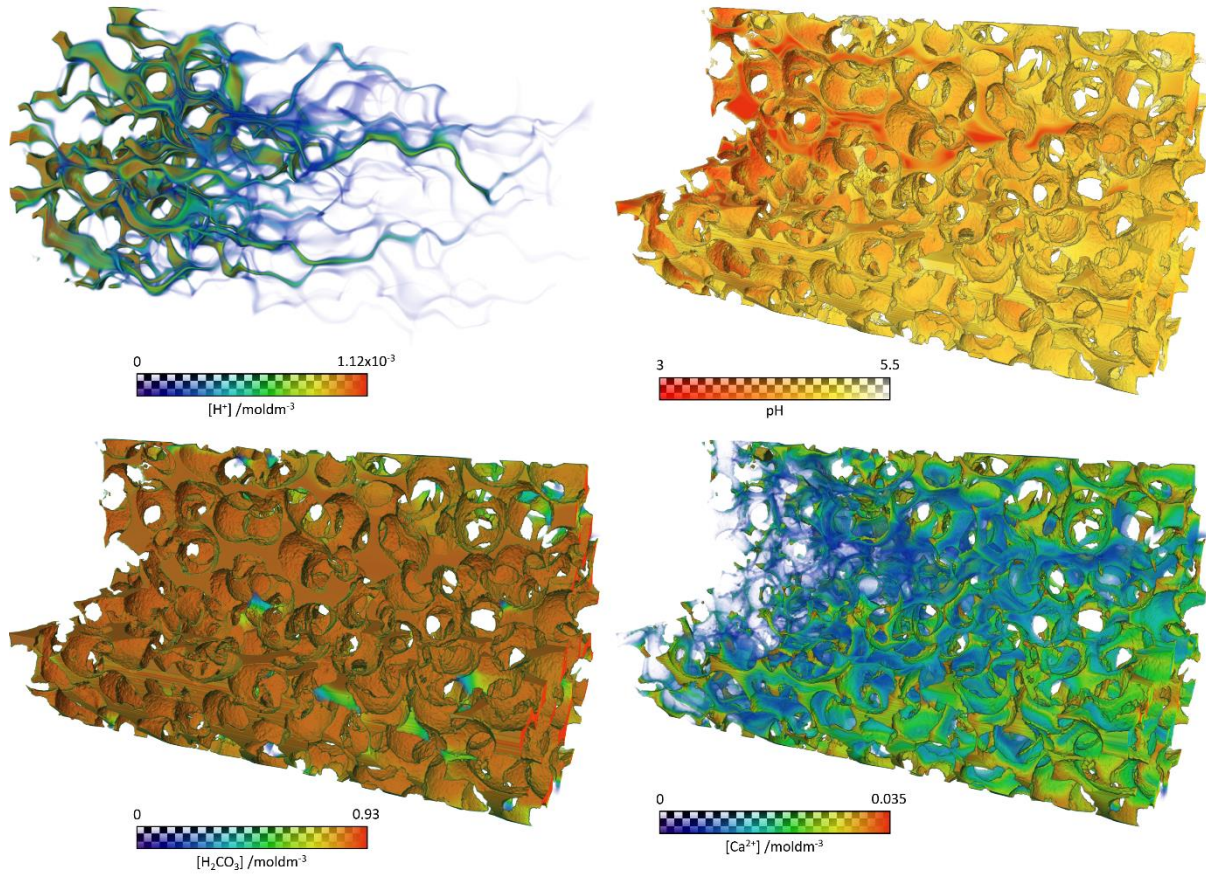 0 1.12x10⁻³
[H⁺] /moldm⁻³
3 5.5
pH
0 0.93
[H₂CO₃] /moldm⁻³
0 0.035
[Ca²⁺] /moldm⁻³